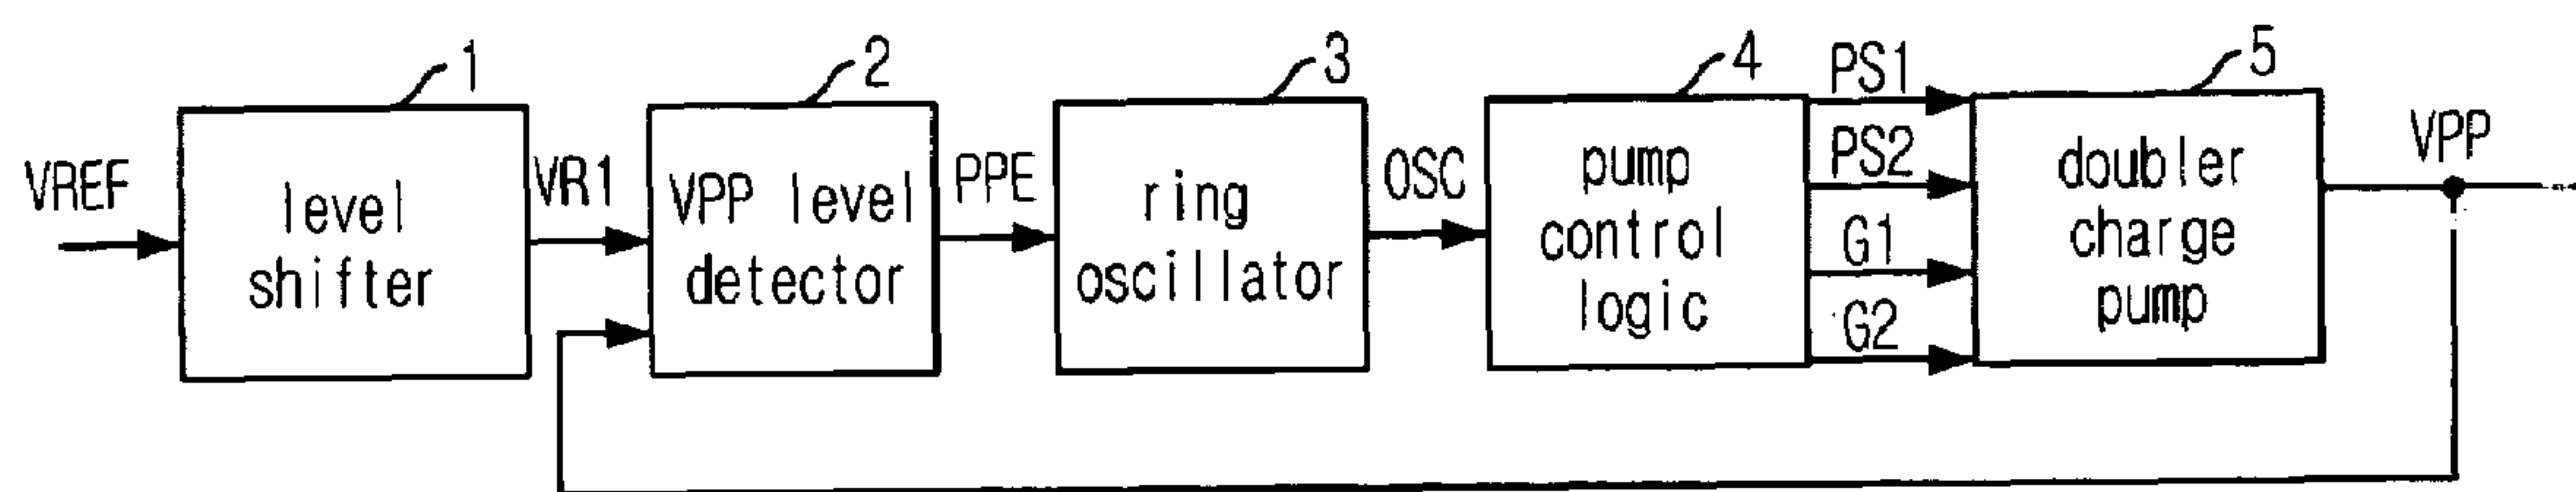 1
2
3
4
5
VREF
level
shifter
VR1
VPP level
detector
PPE
ring
oscillator
OSC
pump
control
logic
PS1
PS2
G1
G2
doubler
charge
pump
VPP